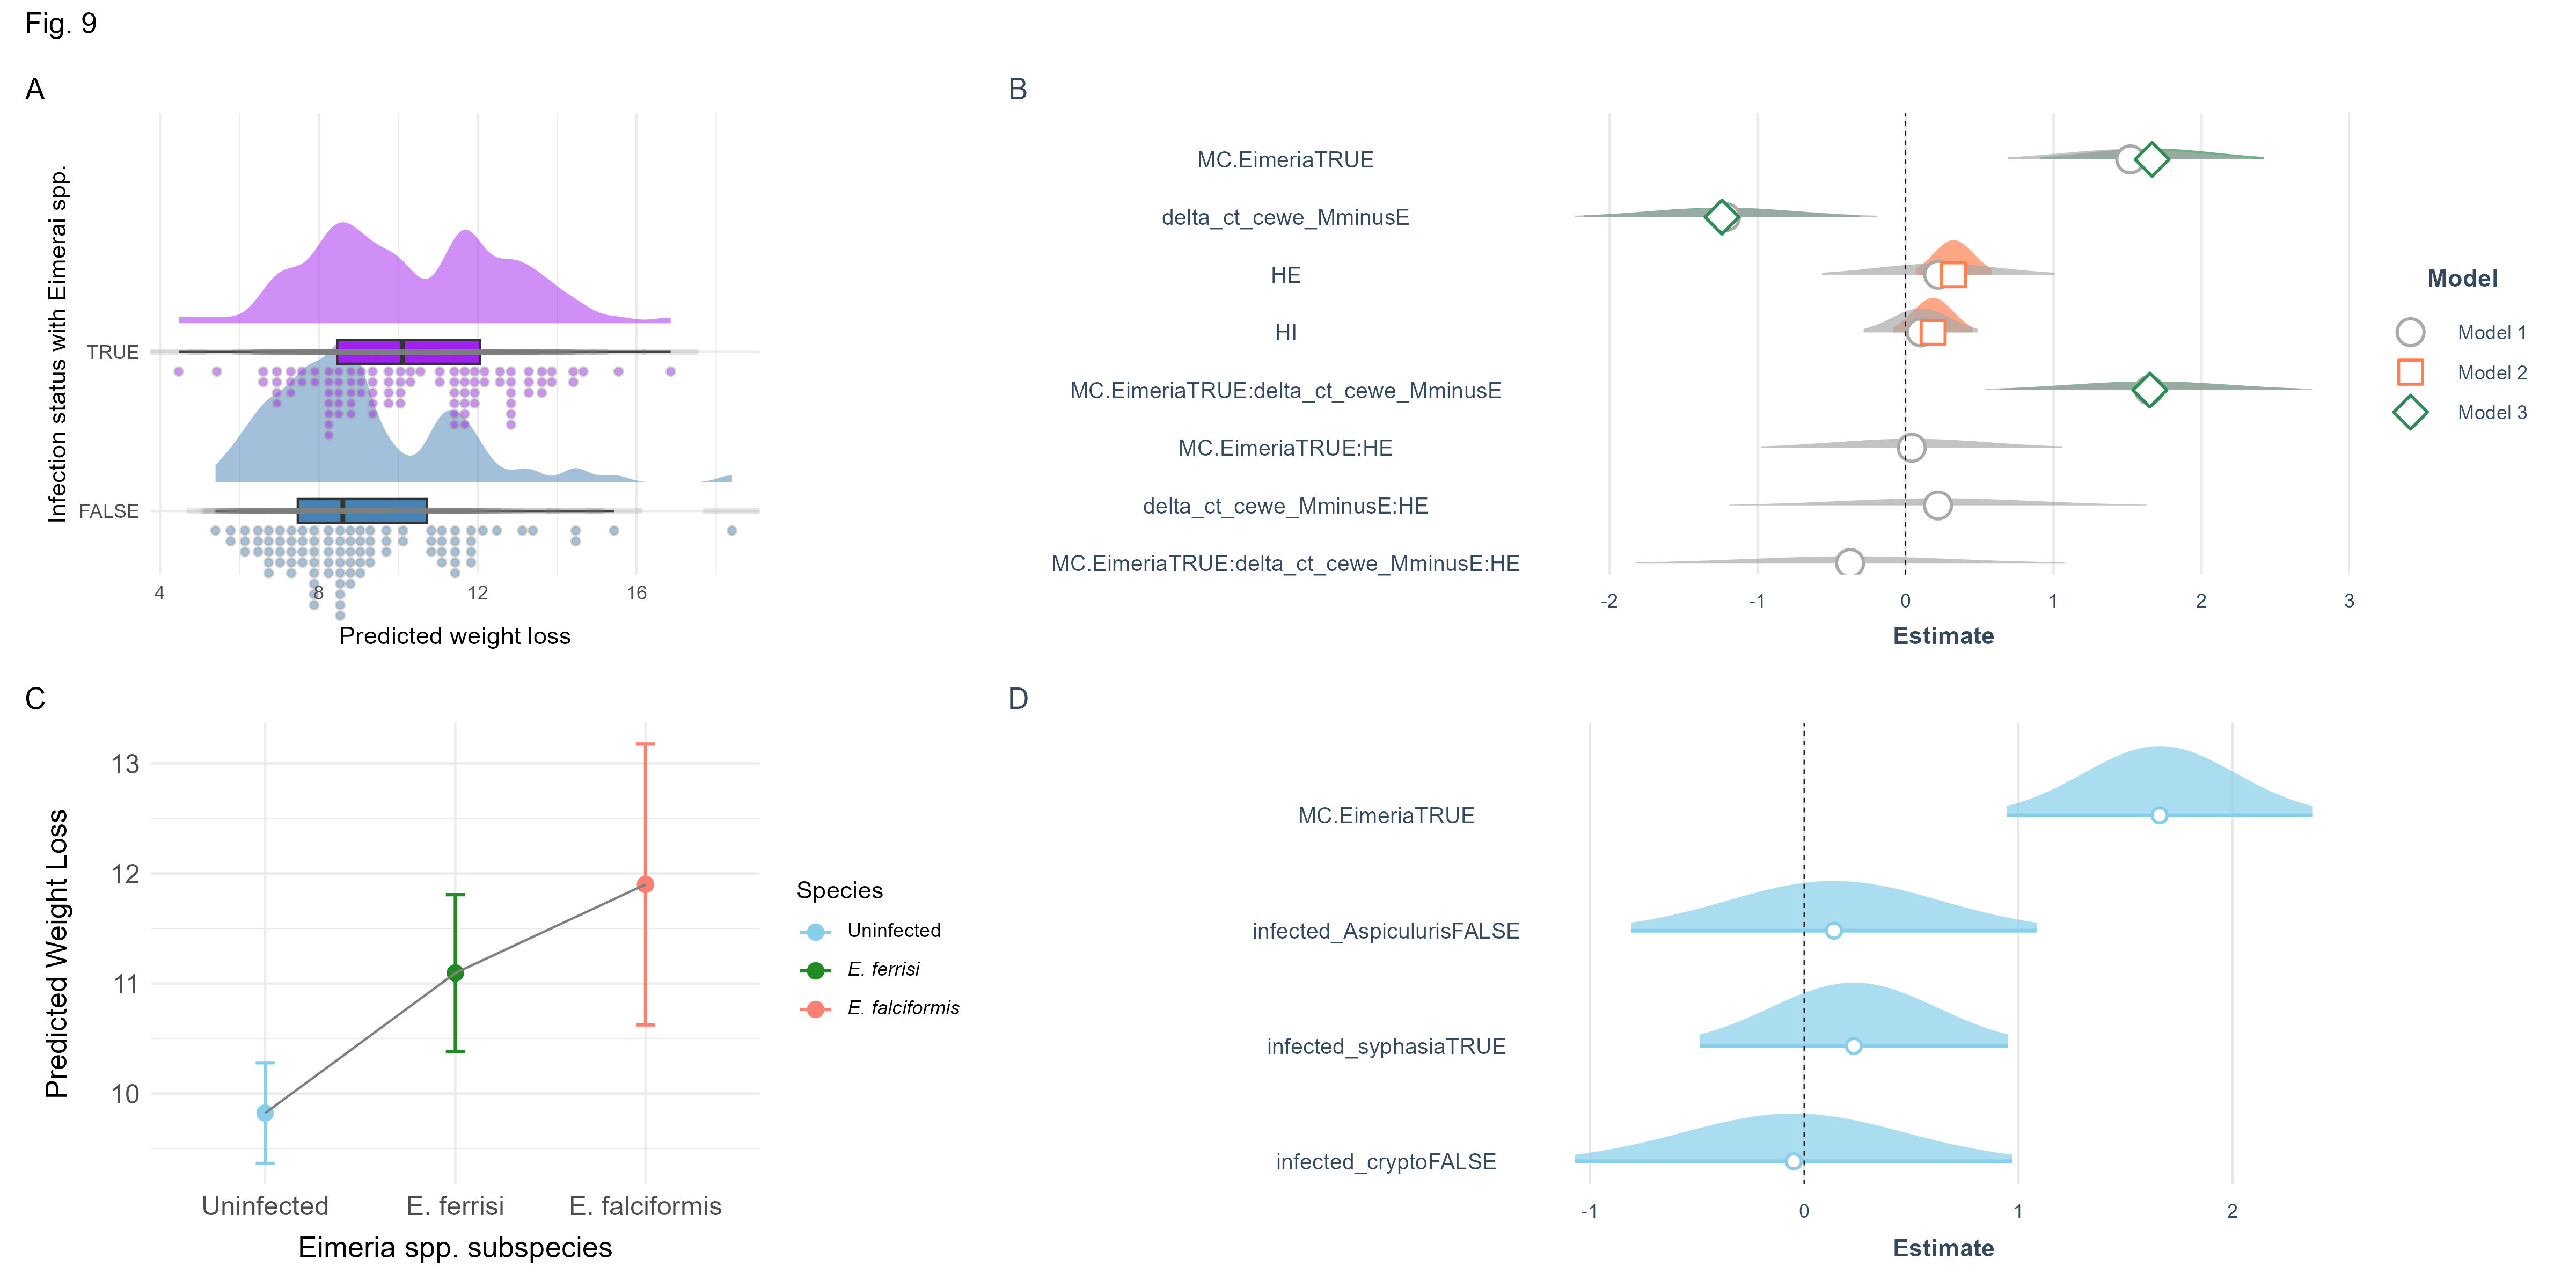 Fig. 9
A
Infection status with Eimerai spp.
TRUE
FALSE
4
8
12
16
Predicted weight loss
B
MC.EimeriaTRUE
delta_ct_cewe_MminusE
HE
HI
MC.EimeriaTRUE:delta_ct_cewe_MminusE
MC.EimeriaTRUE:HE
delta_ct_cewe_MminusE:HE
MC.EimeriaTRUE:delta_ct_cewe_MminusE:HE
-2
-1
0
1
2
3
Estimate
Model
Model 1
Model 2
Model 3
C
Predicted Weight Loss
13
12
11
10
Uninfected
E. ferrisi
E. falciformis
Eimeria spp. subspecies
Species
Uninfected
E. ferrisi
E. falciformis
D
MC.EimeriaTRUE
infected_AspiculurisFALSE
infected_syphasiaTRUE
infected_cryptoFALSE
-1
0
1
2
Estimate